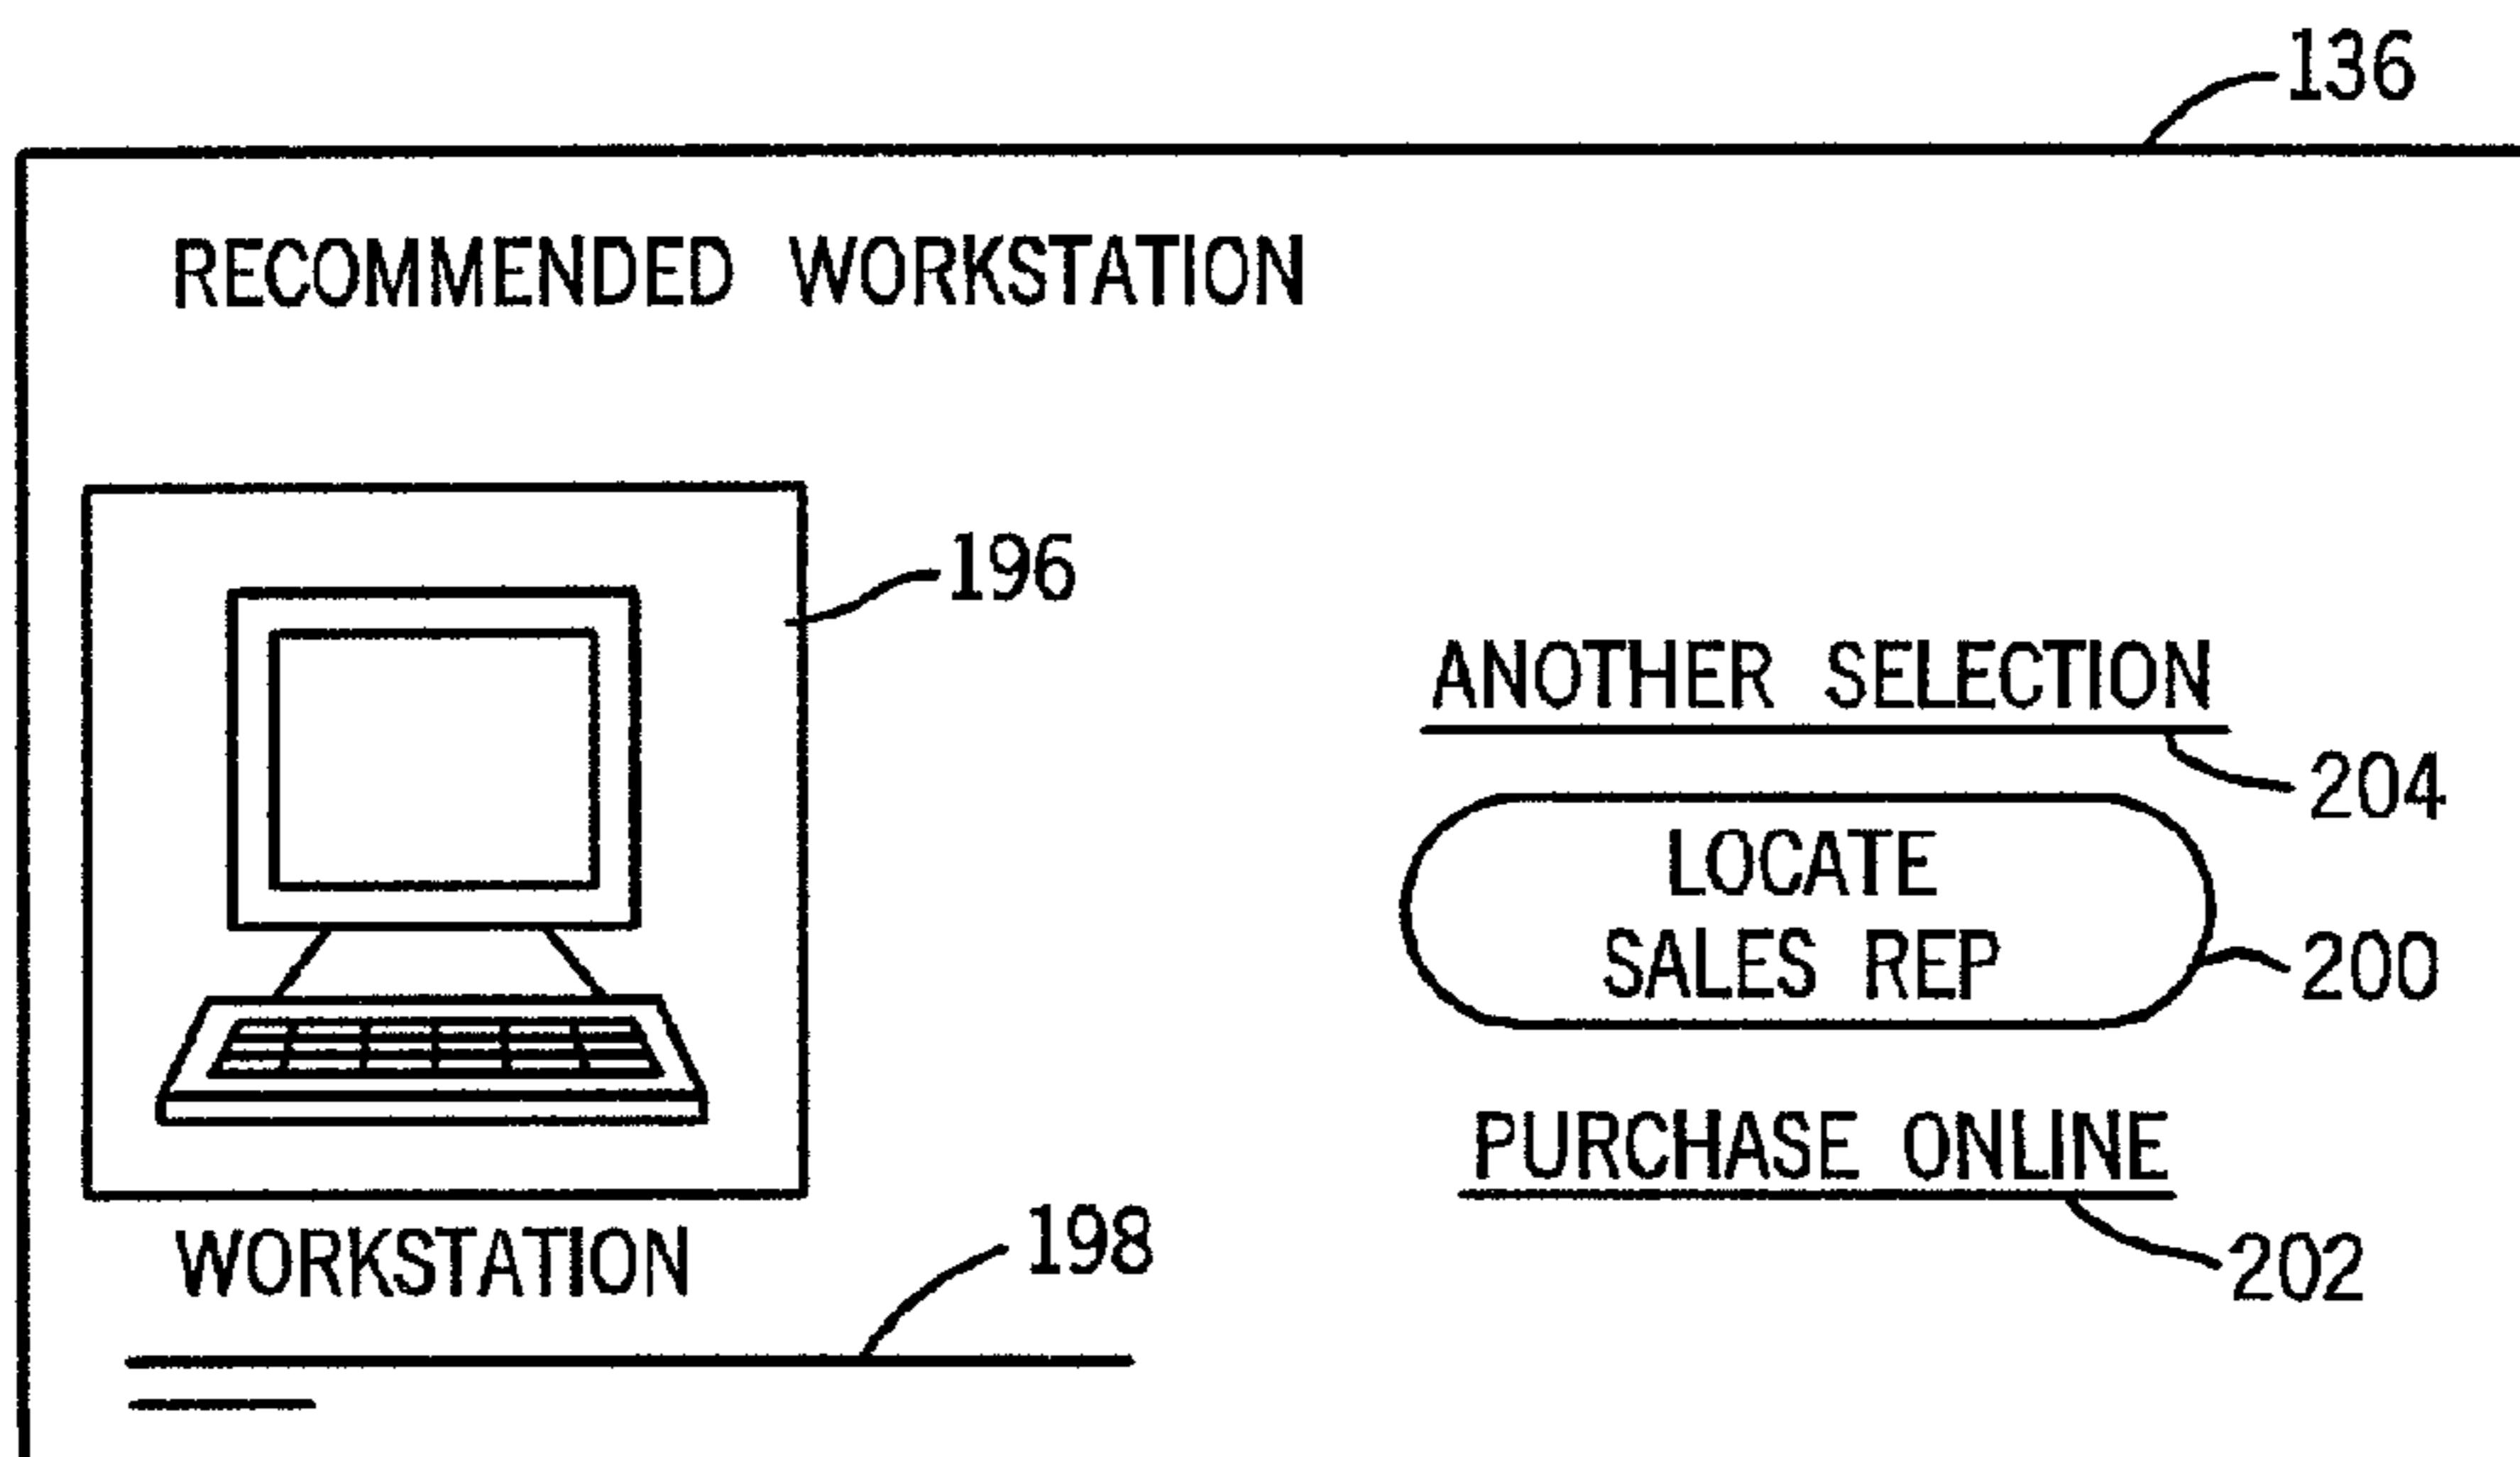 136
RECOMMENDED WORKSTATION
196
ANOTHER SELECTION
204
LOCATE
SALES REP
200
PURCHASE ONLINE
202
WORKSTATION
198